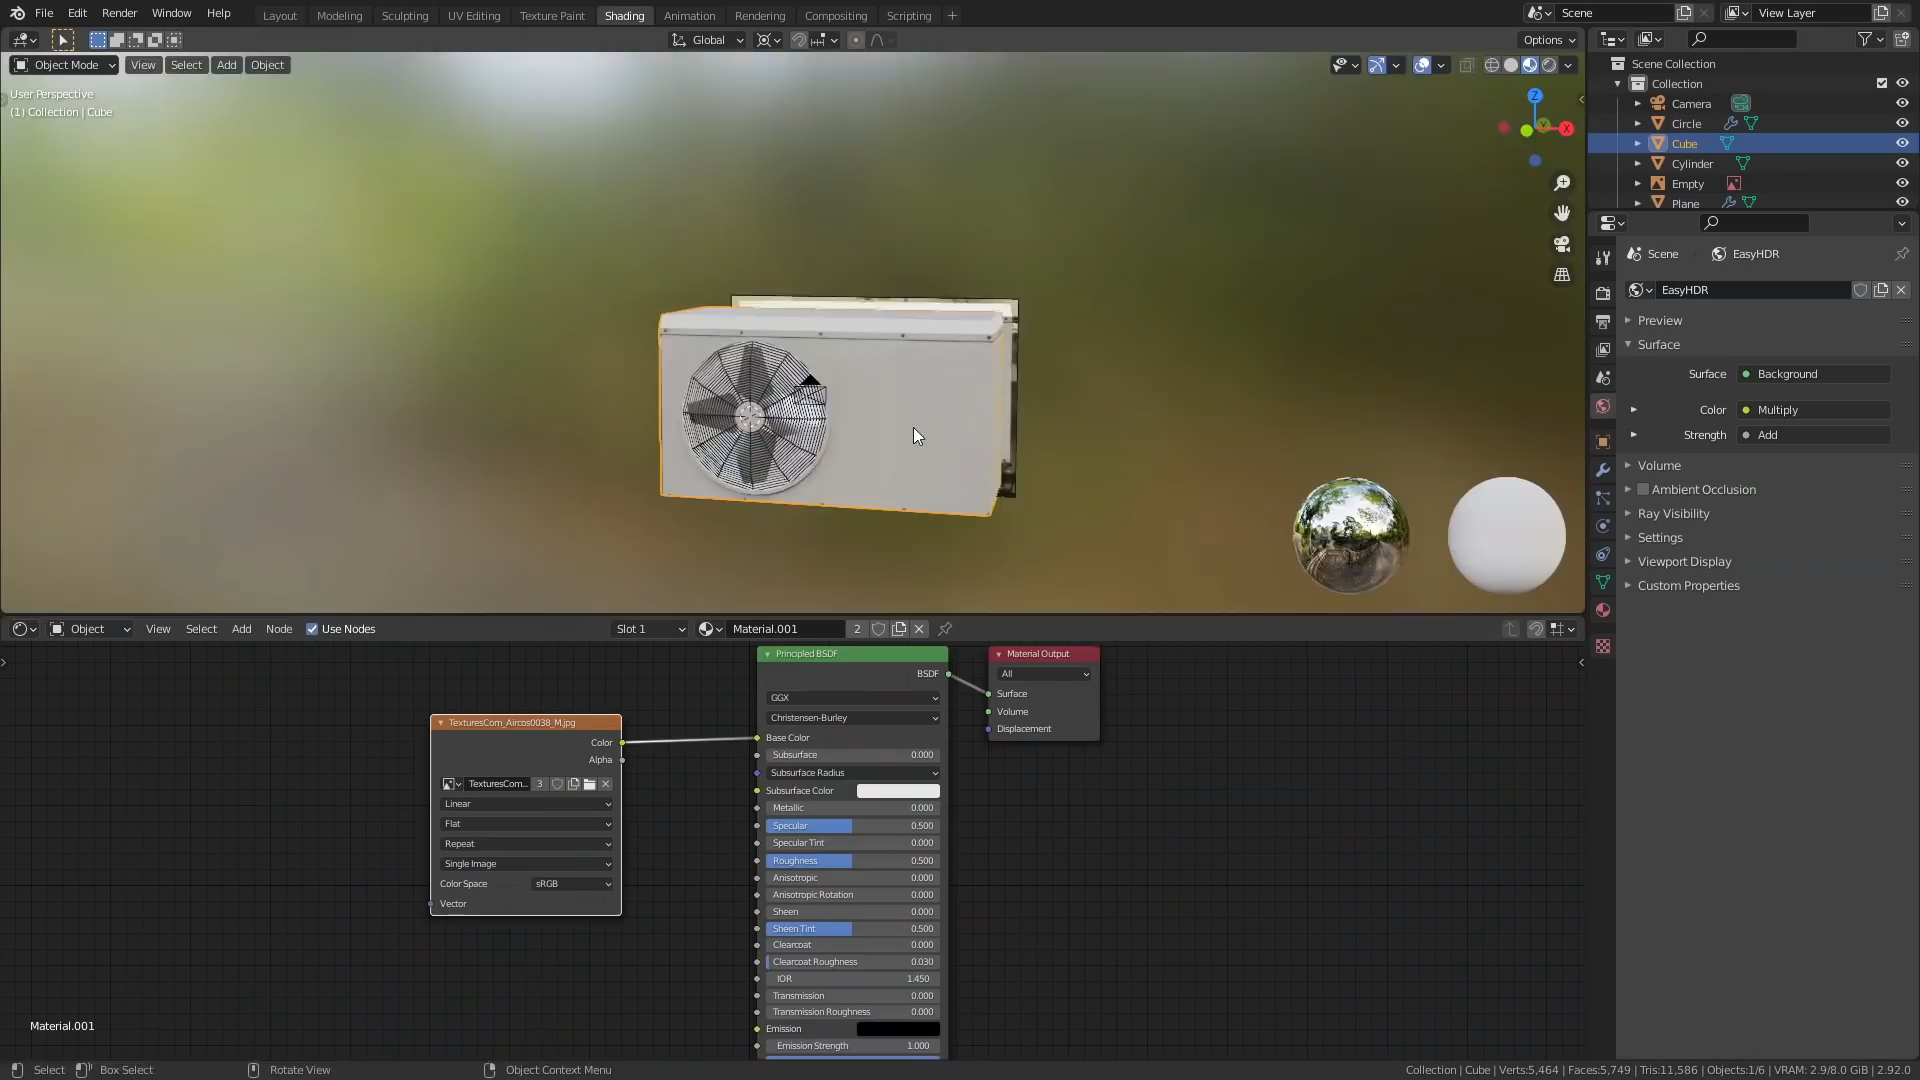 File Edit Render Window Help Layout Modeling Sculpting UV Editing Texture Paint Shading Animation Rendering Compositing Scripting + Scene View Layer
Global Options
Object Mode View Select Add Object
User Perspective
(1) Collection | Cube
Z
Y
X
Scene Collection
Collection
Camera
Circle
Cube
Cylinder
Empty
Plane
Scene EasyHDR
EasyHDR
Preview
Surface
Surface Background
Color Multiply
Strength Add
Volume
Ambient Occlusion
Ray Visibility
Settings
Viewport Display
Custom Properties
Object View Select Add Node Use Nodes Slot 1 Material.001 2
TexturesCom_Aircos0038_M.jpg
Color
Alpha
TexturesCom... 3
Linear
Flat
Repeat
Single Image
Color Space sRGB
Vector
Principled BSDF
BSDF
GGX
Christensen-Burley
Base Color
Subsurface 0.000
Subsurface Radius
Subsurface Color
Metallic 0.000
Specular 0.500
Specular Tint 0.000
Roughness 0.500
Anisotropic 0.000
Anisotropic Rotation 0.000
Sheen 0.000
Sheen Tint 0.500
Clearcoat 0.000
Clearcoat Roughness 0.030
IOR 1.450
Transmission 0.000
Transmission Roughness 0.000
Emission
Emission Strength 1.000
Material Output
All
Surface
Volume
Displacement
Material.001
Select Box Select Rotate View Object Context Menu Collection | Cube | Verts:5,464 | Faces:5,749 | Tris:11,586 | Objects:1/6 | VRAM: 2.9/8.0 GiB | 2.92.0